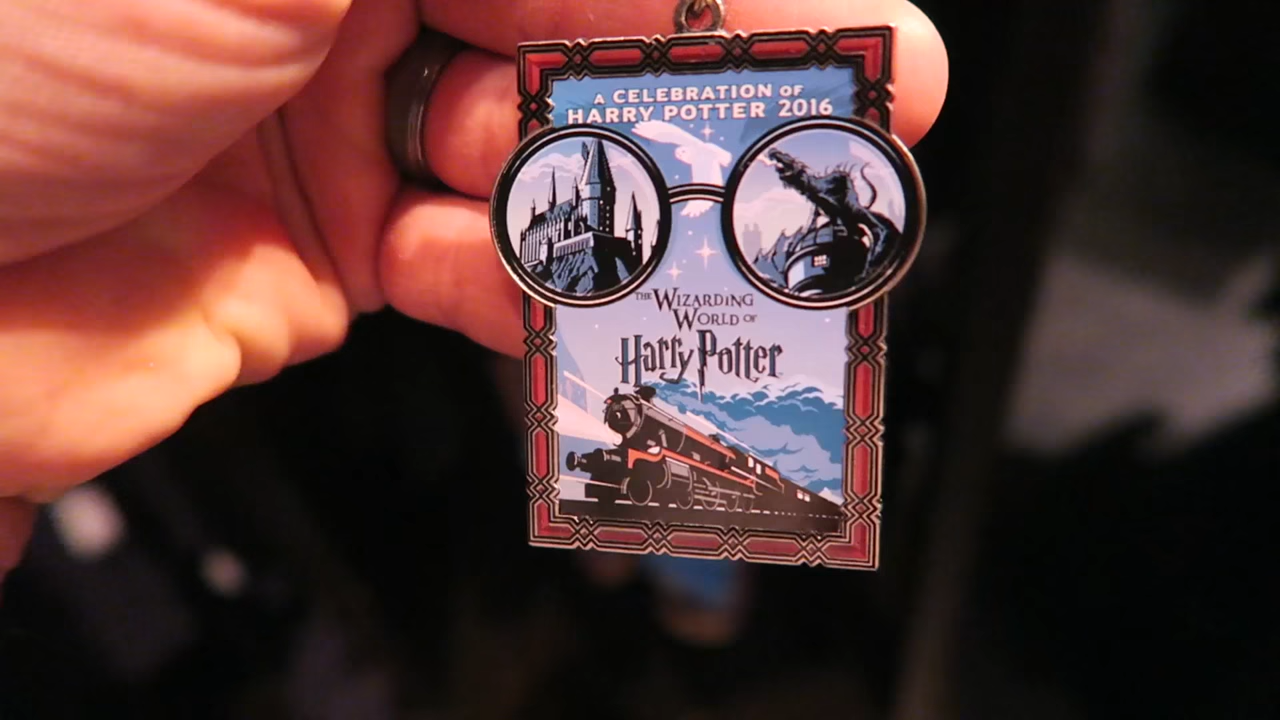 A CELEBRATION OF
HARRY POTTER 2016
THE WIZARDING
WORLD OF
Harry Potter